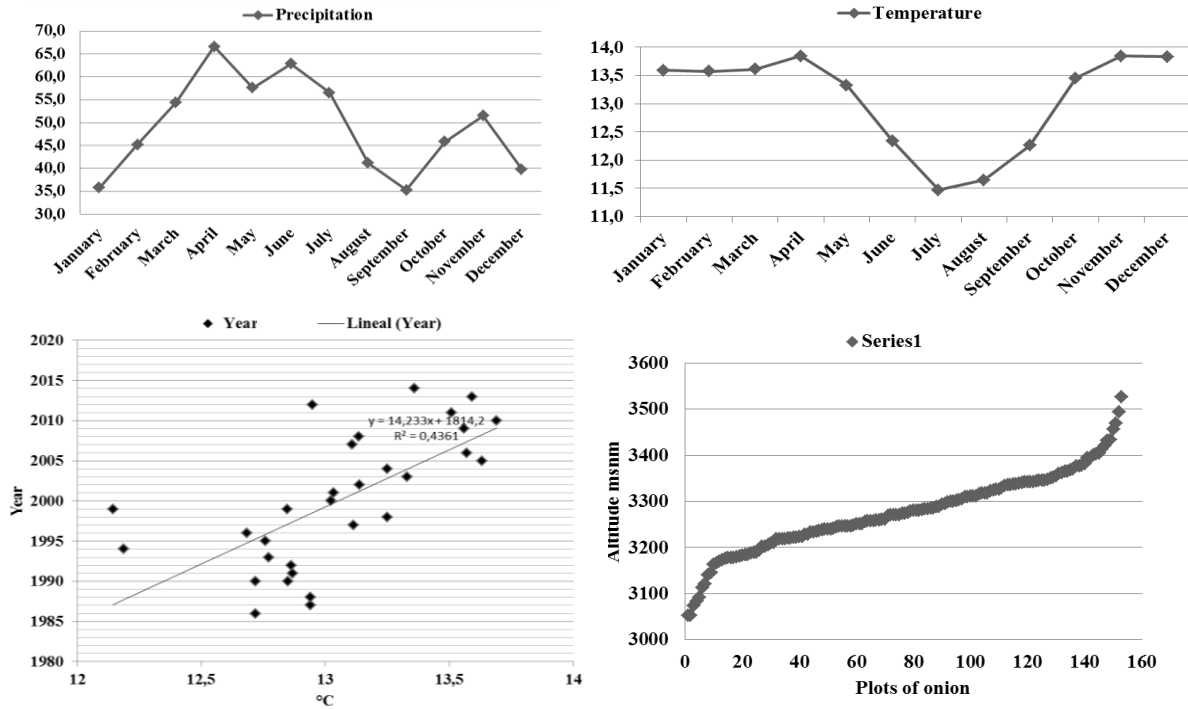 Precipitation
70,0
65,0
60,0
55,0
50,0
45,0
40,0
35,0
30,0
January
February
March
April
May
June
July
August
September
October
November
December
Temperature
14,0
13,5
13,0
12,5
12,0
11,5
11,0
January
February
March
April
May
June
July
August
September
October
November
December
Year Lineal (Year)
2020
2015
2010
2005
2000
1995
1990
1985
1980
Year
y = 14,233x + 1814,2
R² = 0,4361
12 12,5 13 13,5 14
°C
Series1
3600
3500
3400
3300
3200
3100
3000
Altitude msnm
0 20 40 60 80 100 120 140 160
Plots of onion